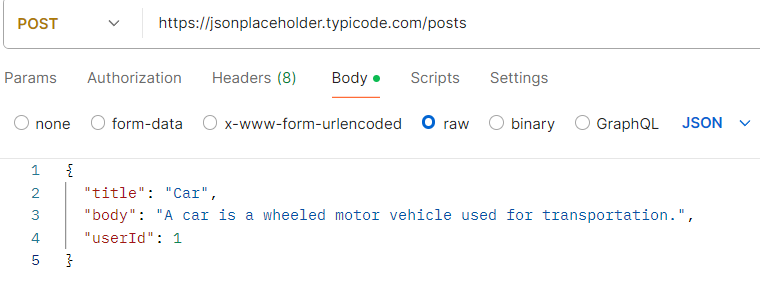 POST https://jsonplaceholder.typicode.com/posts
Params Authorization Headers (8) Body Scripts Settings
none form-data x-www-form-urlencoded raw binary GraphQL JSON
1 {
2 "title": "Car",
3 "body": "A car is a wheeled motor vehicle used for transportation.",
4 "userId": 1
5 }